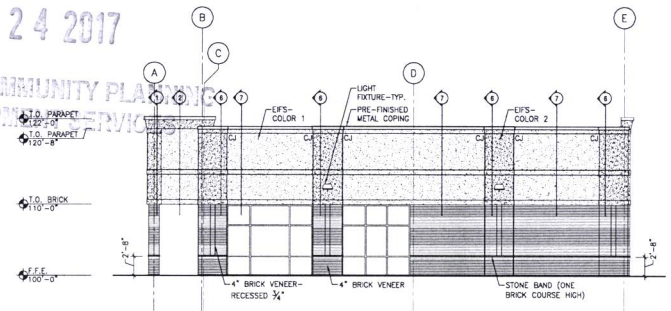 2 4 2017
B
E
C
A
D
MMUNITY PLANNING
SERVICES
1 2 6 7 6 7 6 7 6
LIGHT
FIXTURE-TYP.
PRE-FINISHED
METAL COPING
EIFS-
COLOR 1
EIFS-
COLOR 2
T.O. PARAPET
122'-0"
T.O. PARAPET
120'-8"
CJ CJ CJ CJ CJ
T.O. BRICK
110'-0"
2'-8"
2'-8"
F.F.E.
100'-0"
4" BRICK VENEER-
RECESSED 3/4"
4" BRICK VENEER
STONE BAND (ONE
BRICK COURSE HIGH)